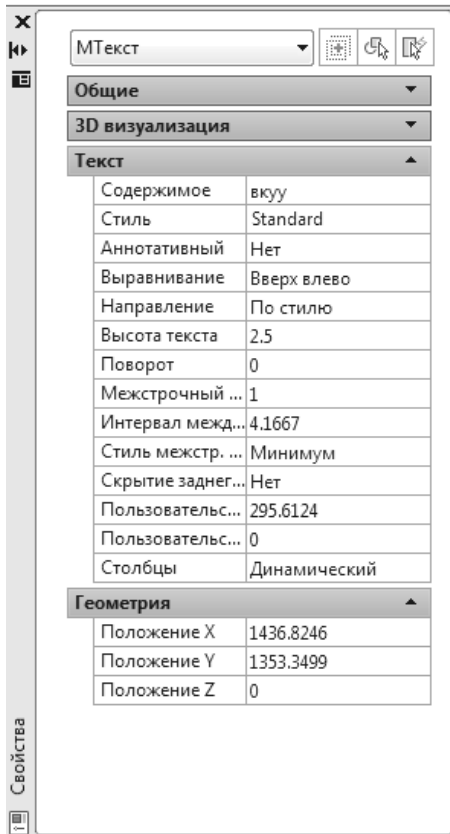 МТекст
Общие
3D визуализация
Текст
Содержимое вкуу
Стиль Standard
Аннотативный Нет
Выравнивание Вверх влево
Направление По стилю
Высота текста 2.5
Поворот 0
Межстрочный ... 1
Интервал межд... 4.1667
Стиль межстр. ... Минимум
Скрытие заднег... Нет
Пользовательс... 295.6124
Пользовательс... 0
Столбцы Динамический
Геометрия
Положение X 1436.8246
Положение Y 1353.3499
Положение Z 0
Свойства